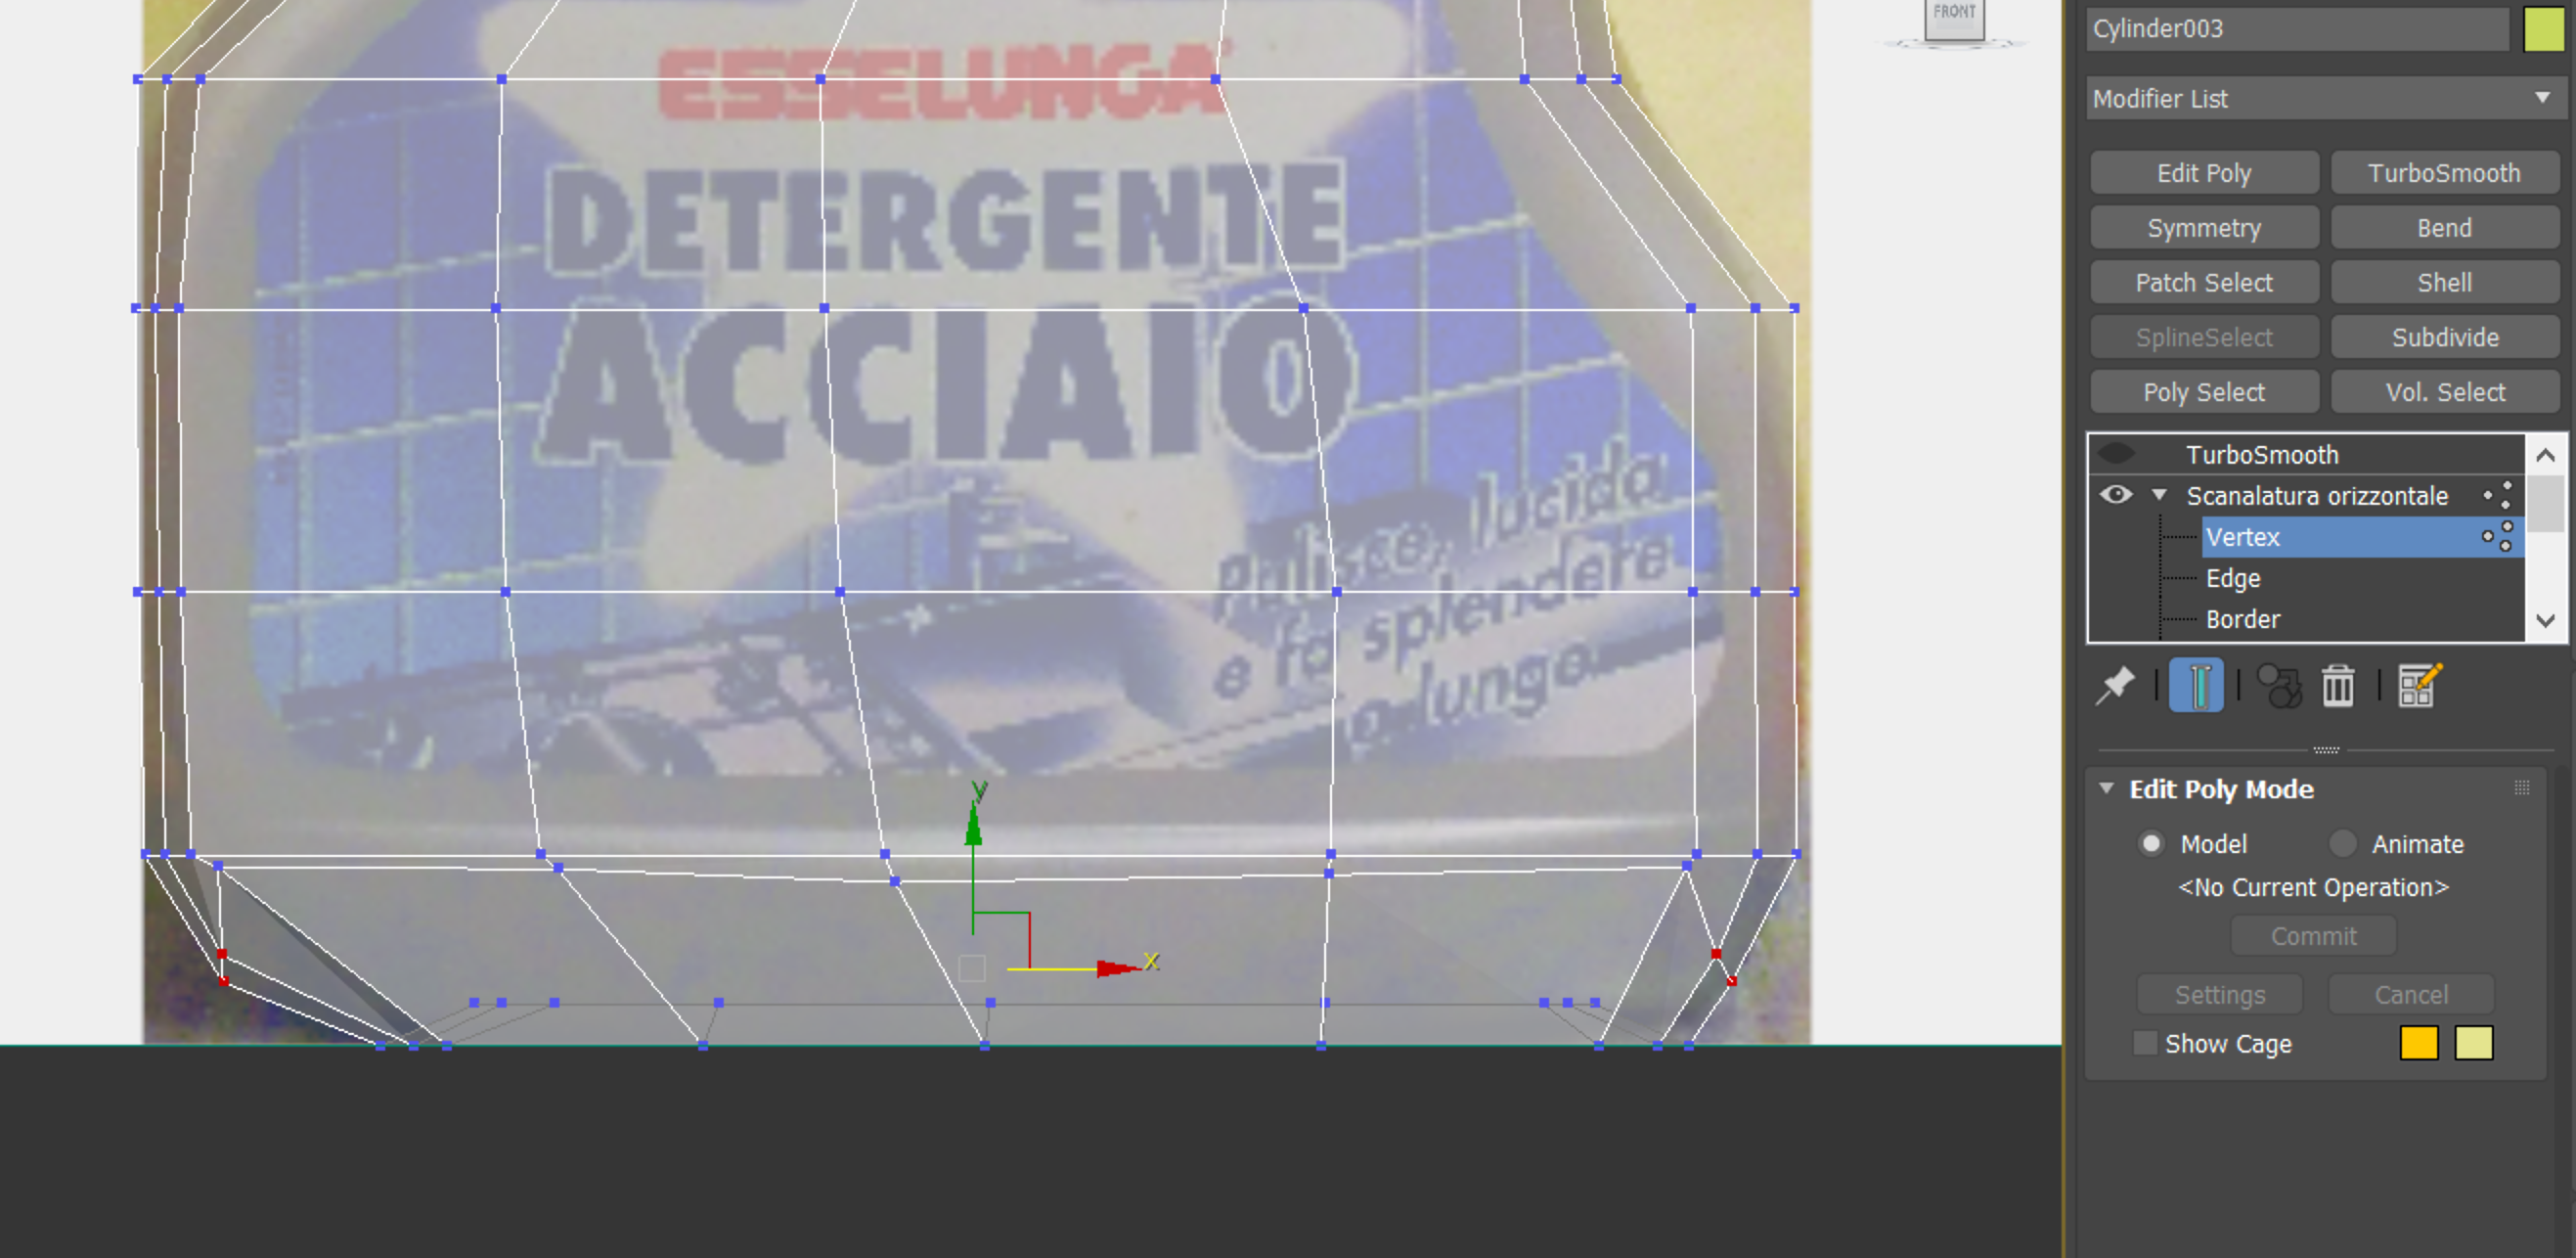 FRONT
Cylinder003
Modifier List
ESSELUNGA
DETERGENTE
ACCIAIO
pulisce, lucida
e fa splendere
a lungo.
Edit Poly
TurboSmooth
Symmetry
Bend
Patch Select
Shell
SplineSelect
Subdivide
Poly Select
Vol. Select
TurboSmooth
Scanalatura orizzontale
Vertex
Edge
Border
Edit Poly Mode
Model
Animate
<No Current Operation>
Commit
Settings
Cancel
Show Cage
y
x